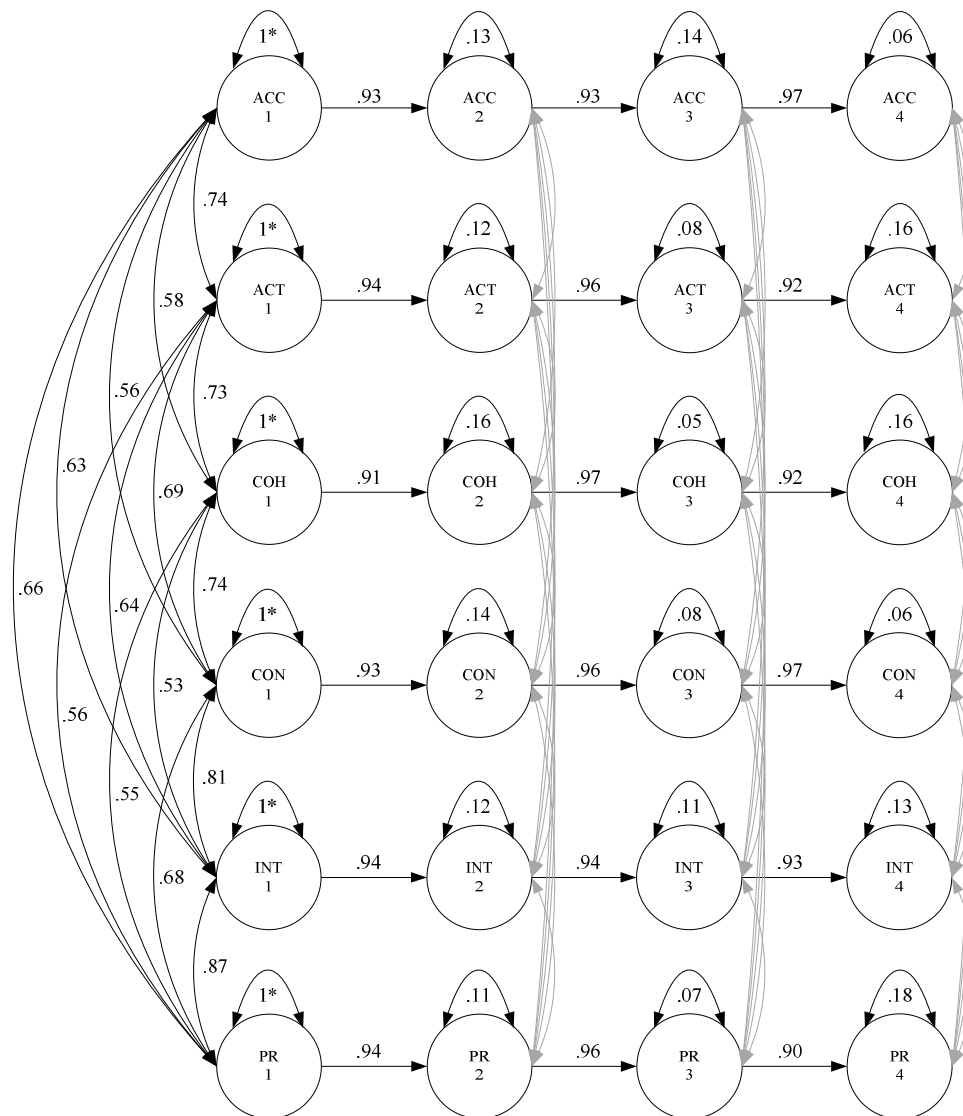 1* .13 .14 .06
ACC ACC ACC ACC
.93 .93 .97
1 2 3 4
.74
1* .12 .08 .16
ACT ACT ACT ACT
.94 .96 .92
1 2 3 4
.58
.56 .73
1* .16 .05 .16
.63
COH COH COH COH
.91 .97 .92
.69
1 2 3 4
.66 .64 .74
1* .14 .08 .06
CON CON CON CON
.93 .96 .97
.53
1 2 3 4
.56
.55 .81
1* .12 .11 .13
INT INT INT INT
.94 .94 .93
.68
1 2 3 4
.87
1* .11 .07 .18
PR PR PR PR
.94 .96 .90
1 2 3 4